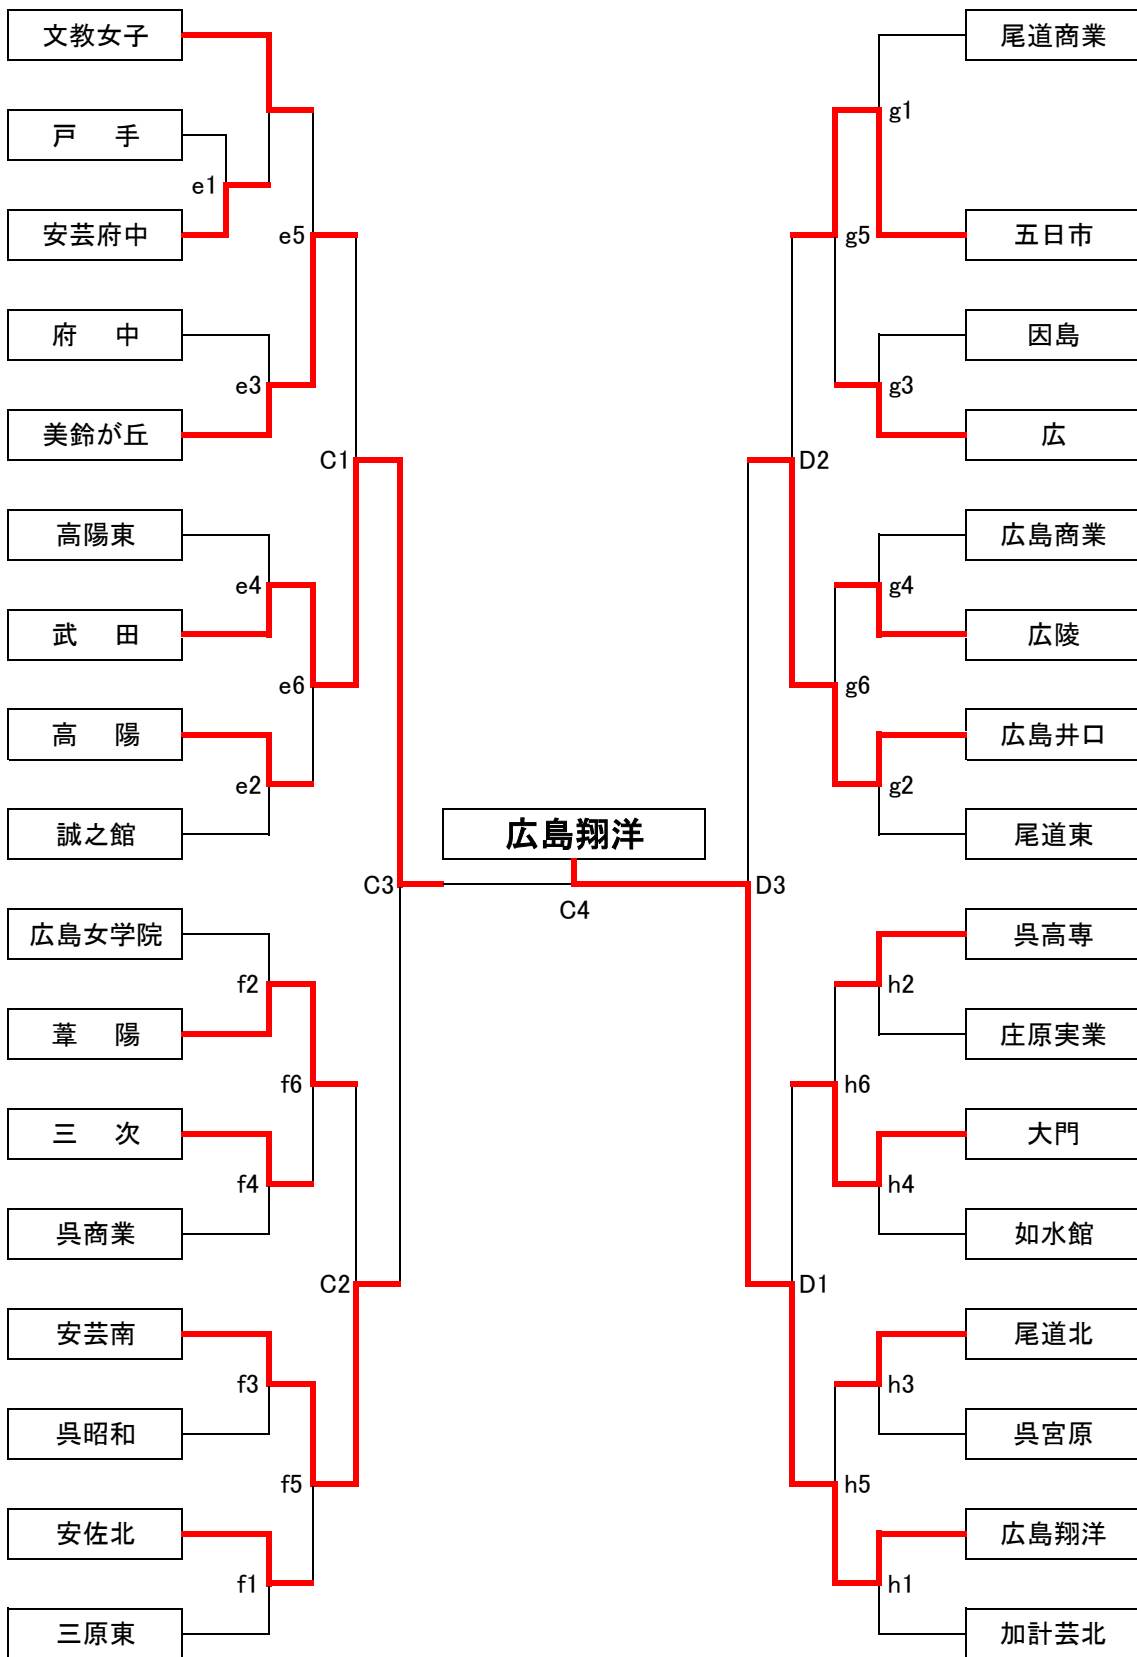 文教女子
戸　手
e1
安芸府中
e5
府　中
e3
美鈴が丘
C1
高陽東
e4
武　田
e6
高　陽
e2
誠之館
C3
広島女学院
f2
葦　陽
f6
三　次
f4
呉商業
C2
安芸南
f3
呉昭和
f5
安佐北
f1
三原東
広島翔洋
C4
尾道商業
g1
五日市
g5
因島
g3
広
D2
広島商業
g4
広陵
g6
広島井口
g2
尾道東
D3
呉高専
h2
庄原実業
h6
大門
h4
如水館
D1
尾道北
h3
呉宮原
h5
広島翔洋
h1
加計芸北